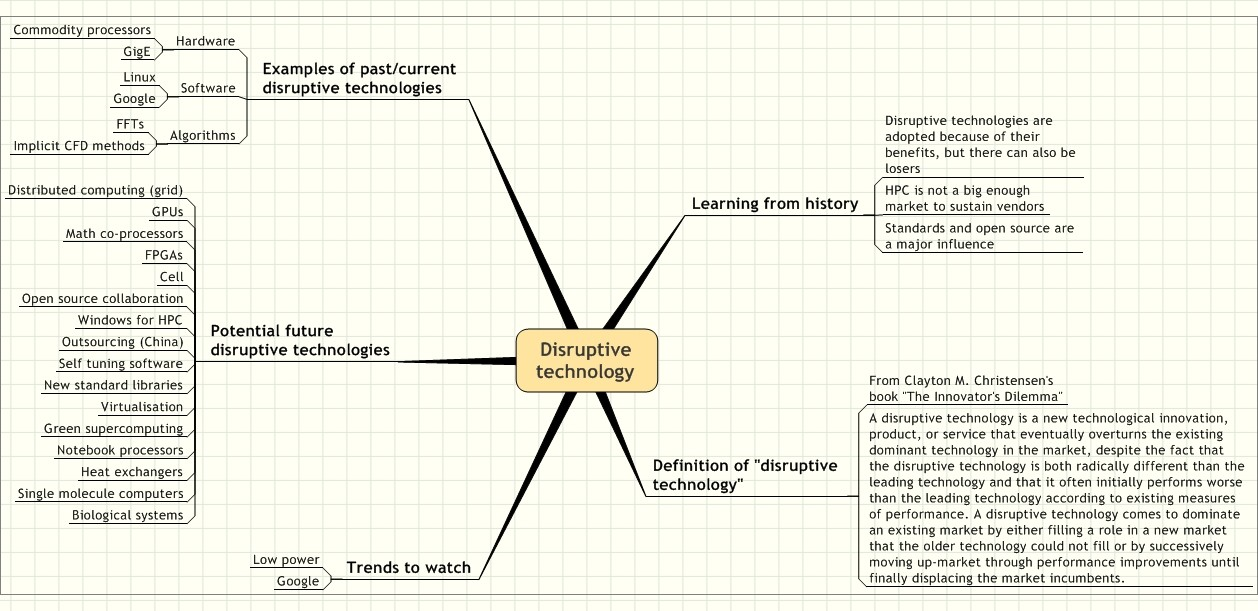 Commodity processors
GigE
Hardware
Linux
Google
Software
FFTs
Implicit CFD methods
Algorithms
Examples of past/current
disruptive technologies
Distributed computing (grid)
GPUs
Math co-processors
FPGAs
Cell
Open source collaboration
Windows for HPC
Outsourcing (China)
Self tuning software
New standard libraries
Virtualisation
Green supercomputing
Notebook processors
Heat exchangers
Single molecule computers
Biological systems
Potential future
disruptive technologies
Low power
Google
Trends to watch
Disruptive
technology
Learning from history
Disruptive technologies are
adopted because of their
benefits, but there can also be
losers
HPC is not a big enough
market to sustain vendors
Standards and open source are
a major influence
Definition of "disruptive
technology"
From Clayton M. Christensen's
book "The Innovator's Dilemma"
A disruptive technology is a new technological innovation,
product, or service that eventually overturns the existing
dominant technology in the market, despite the fact that
the disruptive technology is both radically different than the
leading technology and that it often initially performs worse
than the leading technology according to existing measures
of performance. A disruptive technology comes to dominate
an existing market by either filling a role in a new market
that the older technology could not fill or by successively
moving up-market through performance improvements until
finally displacing the market incumbents.